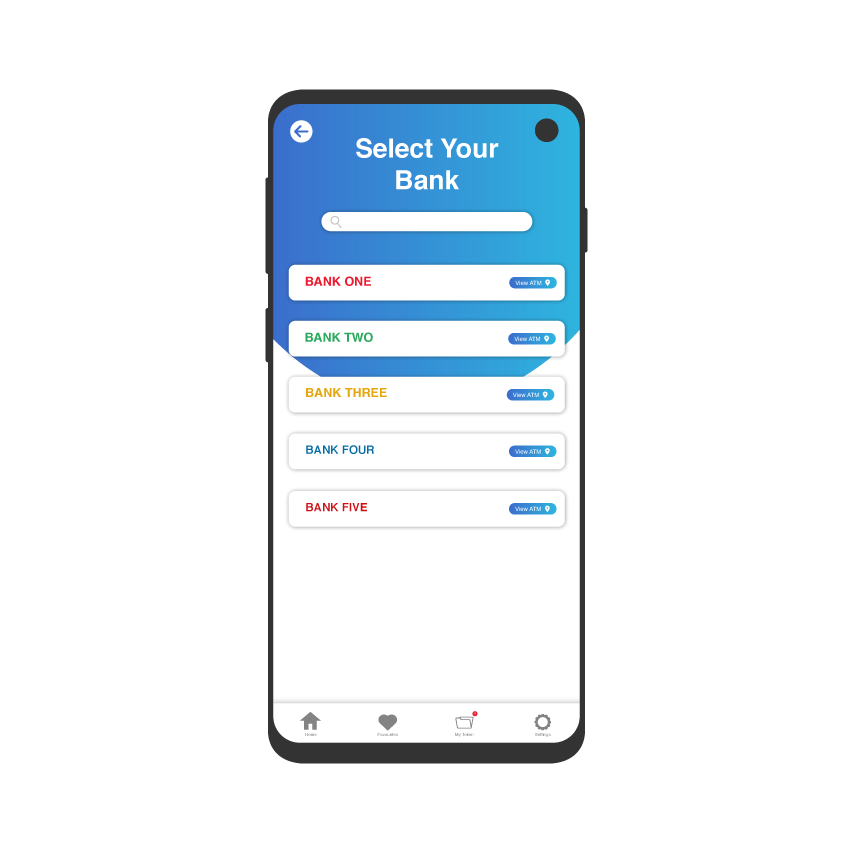 Select Your
Bank
BANK ONE
View ATM
BANK TWO
View ATM
BANK THREE
View ATM
BANK FOUR
View ATM
BANK FIVE
View ATM
Home
Favourites
My Token
Settings